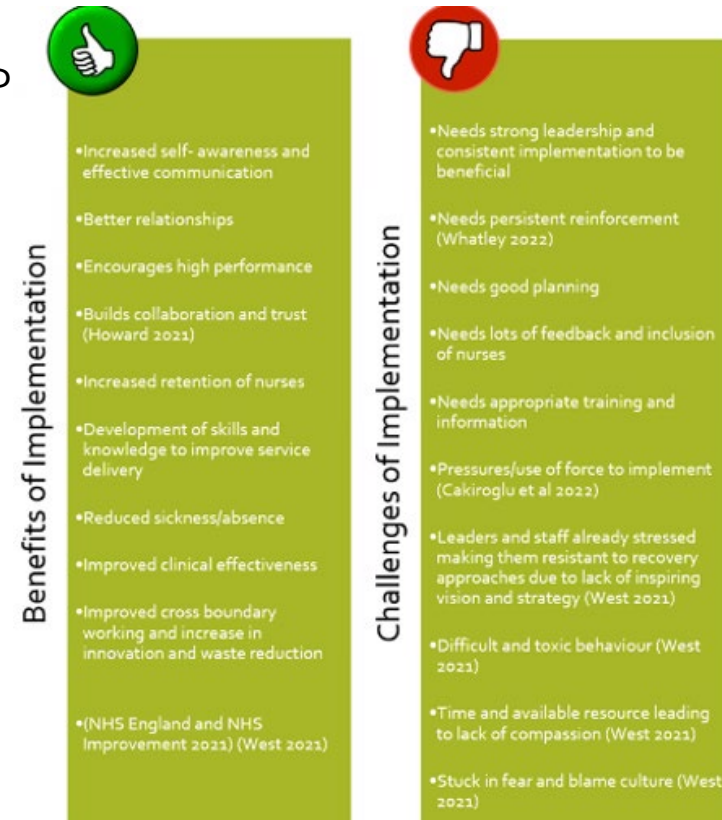 Benefits of Implementation
•Increased self- awareness and
effective communication
•Better relationships
•Encourages high performance
•Builds collaboration and trust
(Howard 2021)
•Increased retention of nurses
•Development of skills and
knowledge to improve service
delivery
•Reduced sickness/absence
•Improved clinical effectiveness
•Improved cross boundary
working and increase in
innovation and waste reduction
•(NHS England and NHS
Improvement 2021) (West 2021)
Challenges of Implementation
•Needs strong leadership and
consistent implementation to be
beneficial
•Needs persistent reinforcement
(Whatley 2022)
•Needs good planning
•Needs lots of feedback and inclusion
of nurses
•Needs appropriate training and
information
•Pressures/use of force to implement
(Cakiroglu et al 2022)
•Leaders and staff already stressed
making them resistant to recovery
approaches due to lack of inspiring
vision and strategy (West 2021)
•Difficult and toxic behaviour (West
2021)
•Time and available resource leading
to lack of compassion (West 2021)
•Stuck in fear and blame culture (West
2021)